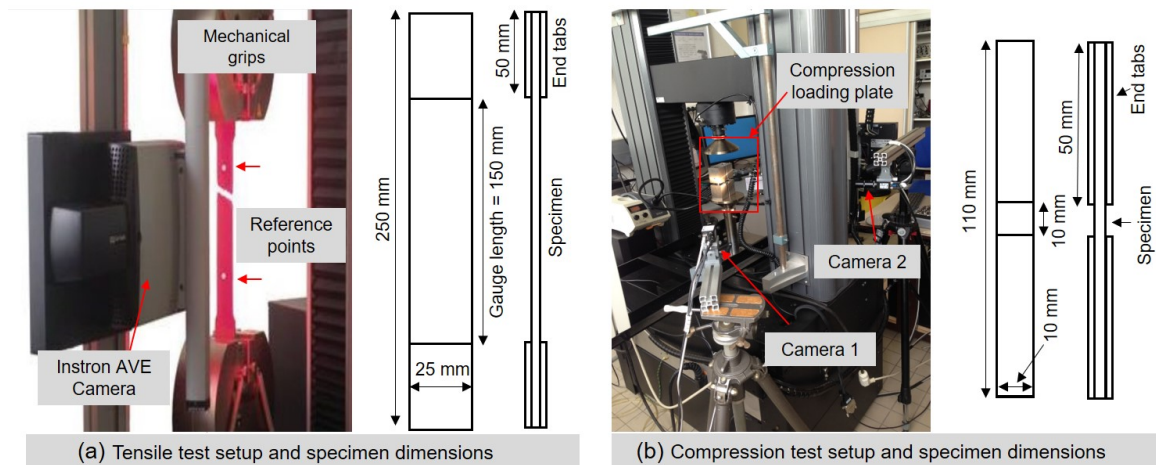 Mechanical
grips
Reference
points
Instron AVE
Camera
250 mm
50 mm
Gauge length = 150 mm
25 mm
End tabs
Specimen
(a) Tensile test setup and specimen dimensions
Compression
loading plate
Camera 2
Camera 1
110 mm
50 mm
10 mm
10 mm
End tabs
Specimen
(b) Compression test setup and specimen dimensions